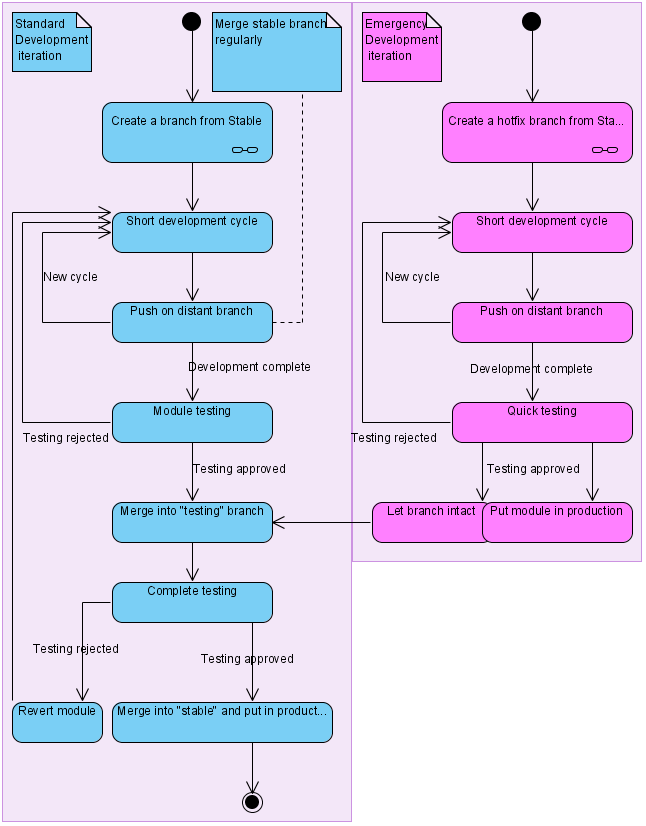 Standard
Development
iteration
Merge stable branch
regularly
Create a branch from Stable
Short development cycle
New cycle
Push on distant branch
Development complete
Module testing
Testing rejected
Testing approved
Merge into "testing" branch
Complete testing
Testing rejected
Testing approved
Revert module
Merge into "stable" and put in product...
Emergency
Development
iteration
Create a hotfix branch from Sta...
Short development cycle
New cycle
Push on distant branch
Development complete
Quick testing
Testing rejected
Testing approved
Let branch intact
Put module in production